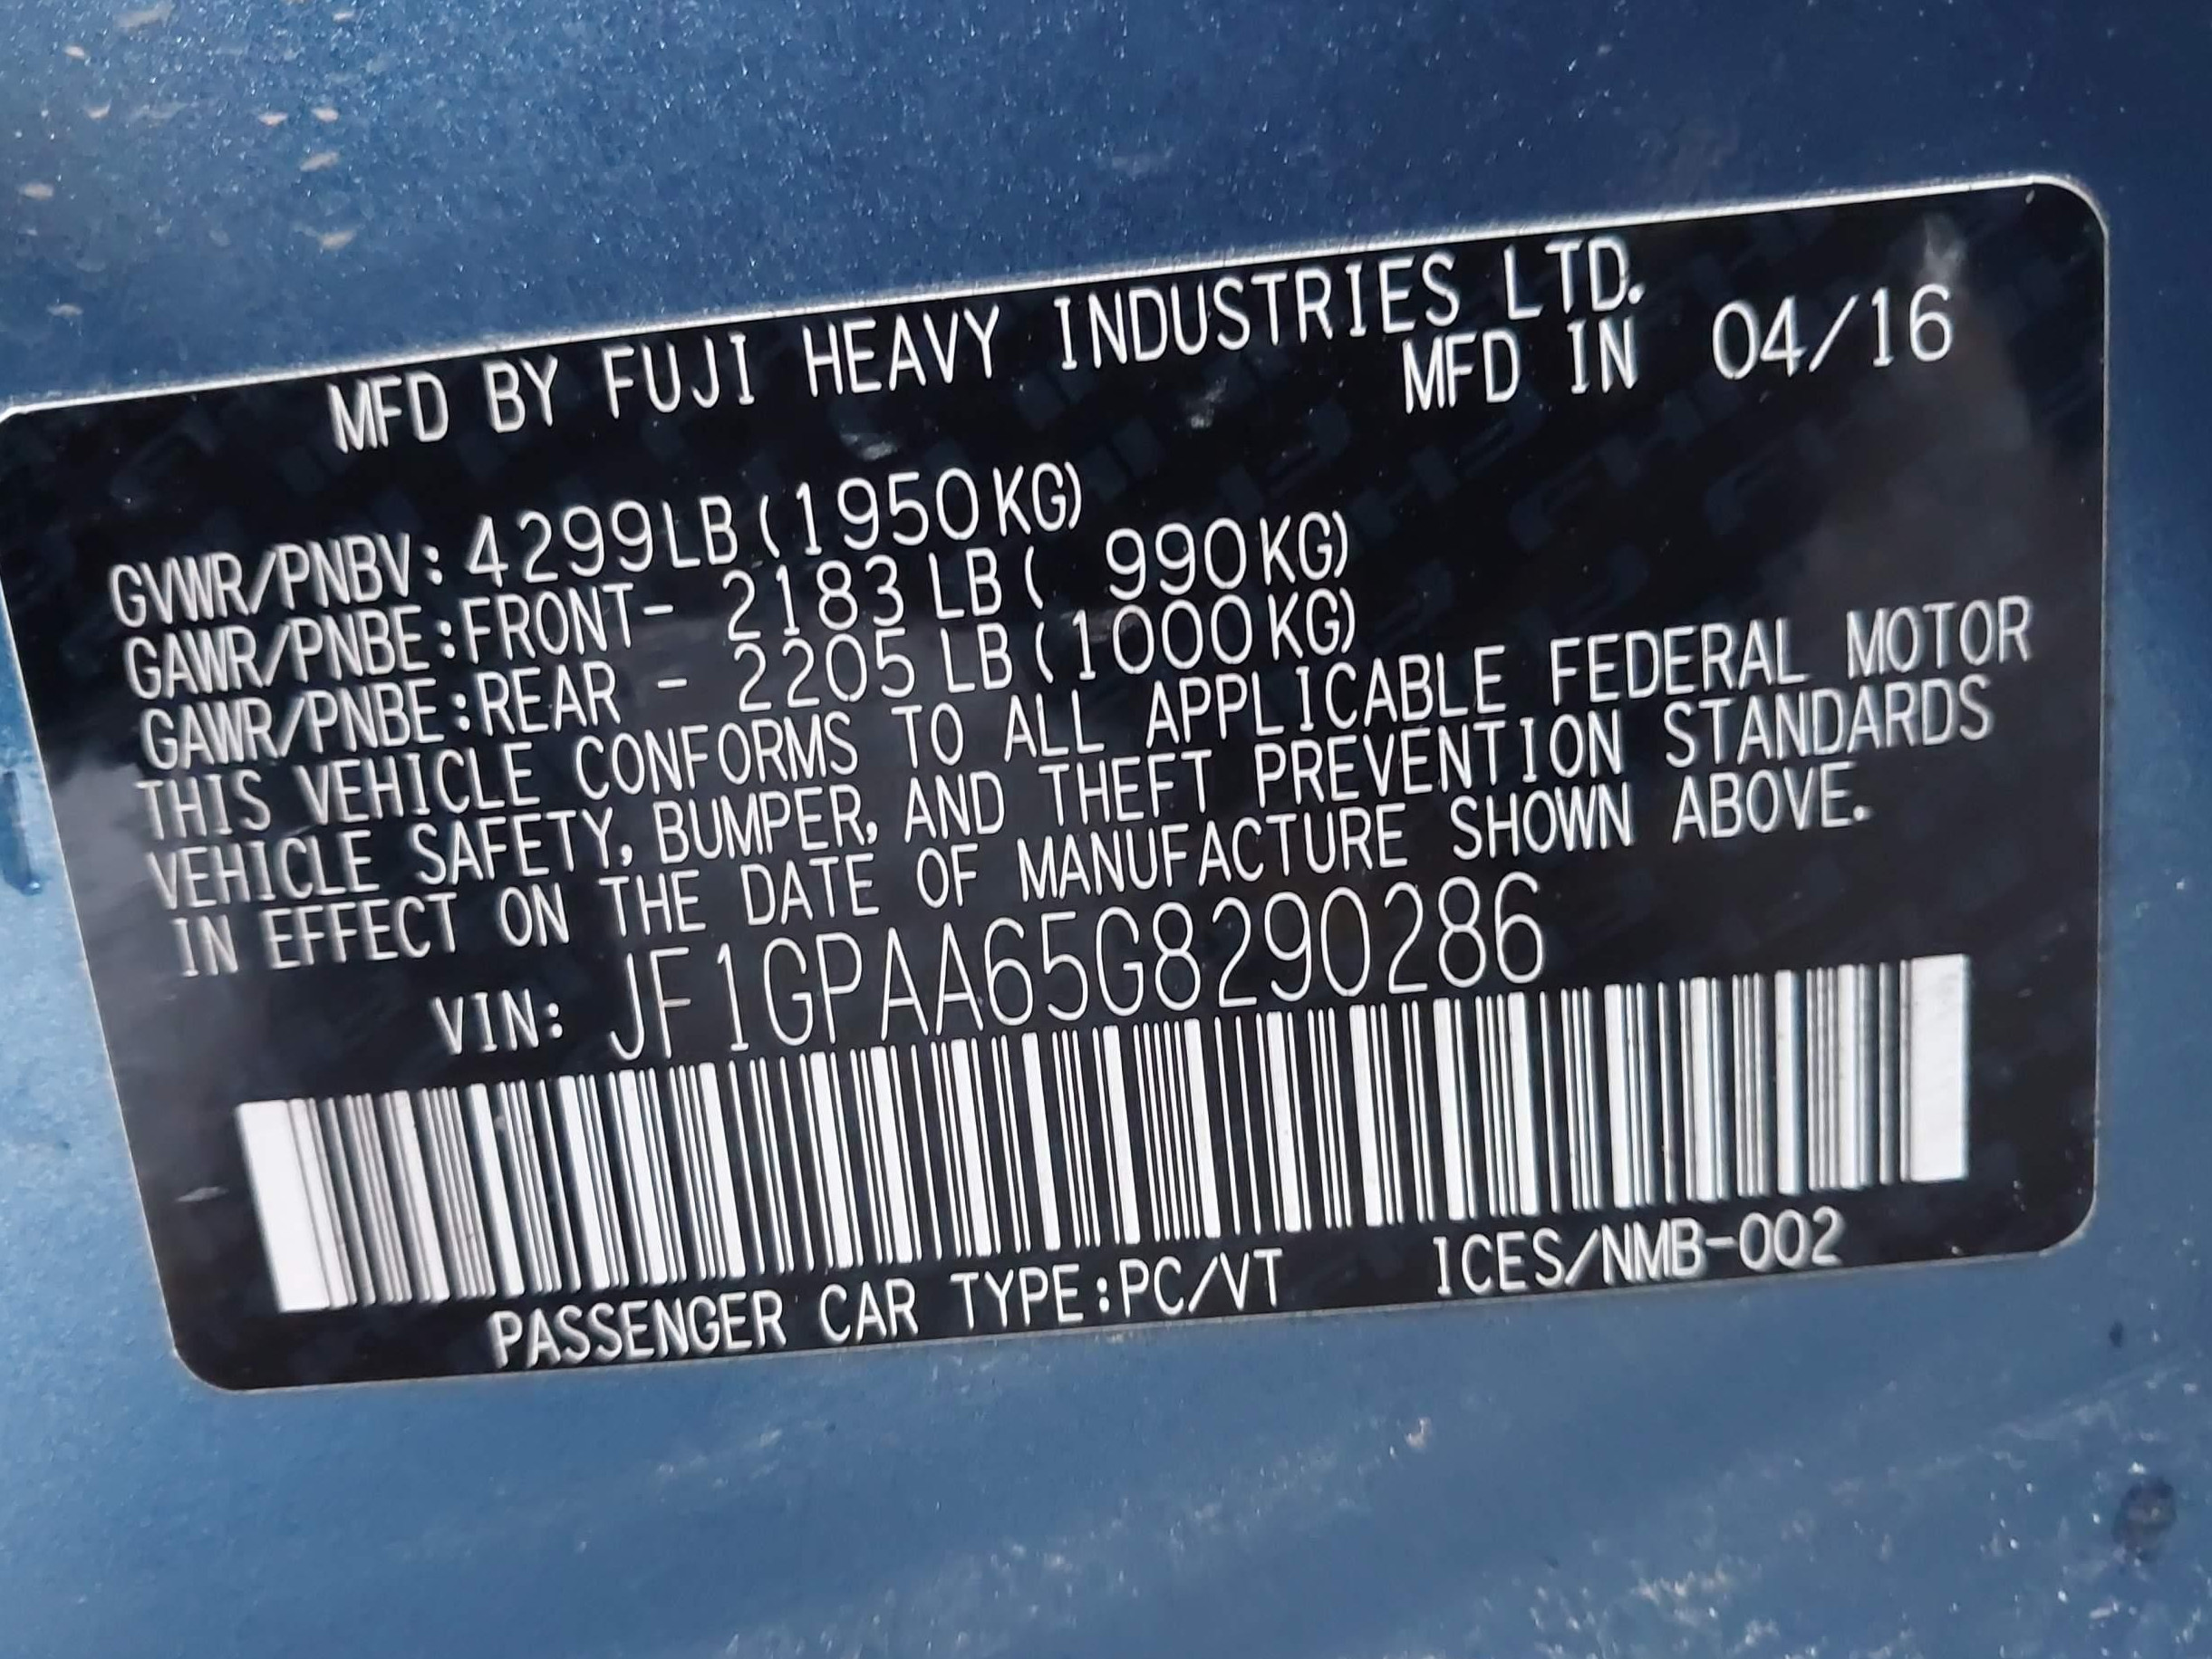 MFD BY FUJI HEAVY INDUSTRIES LTD.
MFD IN 04/16
GVWR/PNBV: 4299LB (1950KG)
GAWR/PNBE:FRONT- 2183 LB ( 990KG)
GAWR/PNBE:REAR - 2205 LB (1000KG)
THIS VEHICLE CONFORMS TO ALL APPLICABLE FEDERAL MOTOR
VEHICLE SAFETY, BUMPER, AND THEFT PREVENTION STANDARDS
IN EFFECT ON THE DATE OF MANUFACTURE SHOWN ABOVE.
VIN: JF1GPAA65G8290286
PASSENGER CAR TYPE:PC/VT ICES/NMB-002